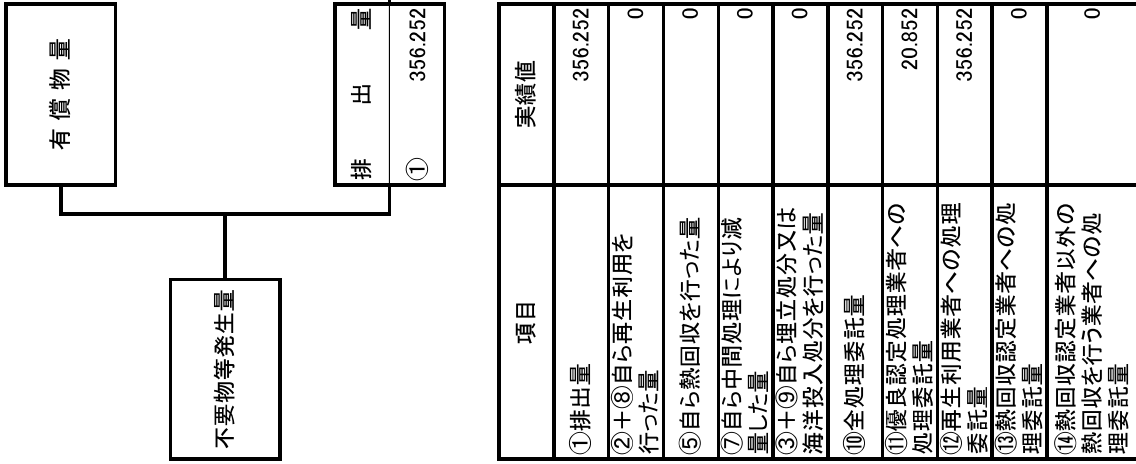 有 償 物 量
不要物等発生量
排 出 量
① 356.252
項目 実績値
①排出量 356.252
②＋⑧自ら再生利用を
行った量 0
⑤自ら熱回収を行った量 0
⑦自ら中間処理により減
量した量 0
③＋⑨自ら埋立処分又は
海洋投入処分を行った量 0
⑩全処理委託量 356.252
⑪優良認定処理業者への
処理委託量 20.852
⑫再生利用業者への処理
委託量 356.252
⑬熱回収認定業者への処
理委託量 0
⑭熱回収認定業者以外の
熱回収を行う業者への処
理委託量 0